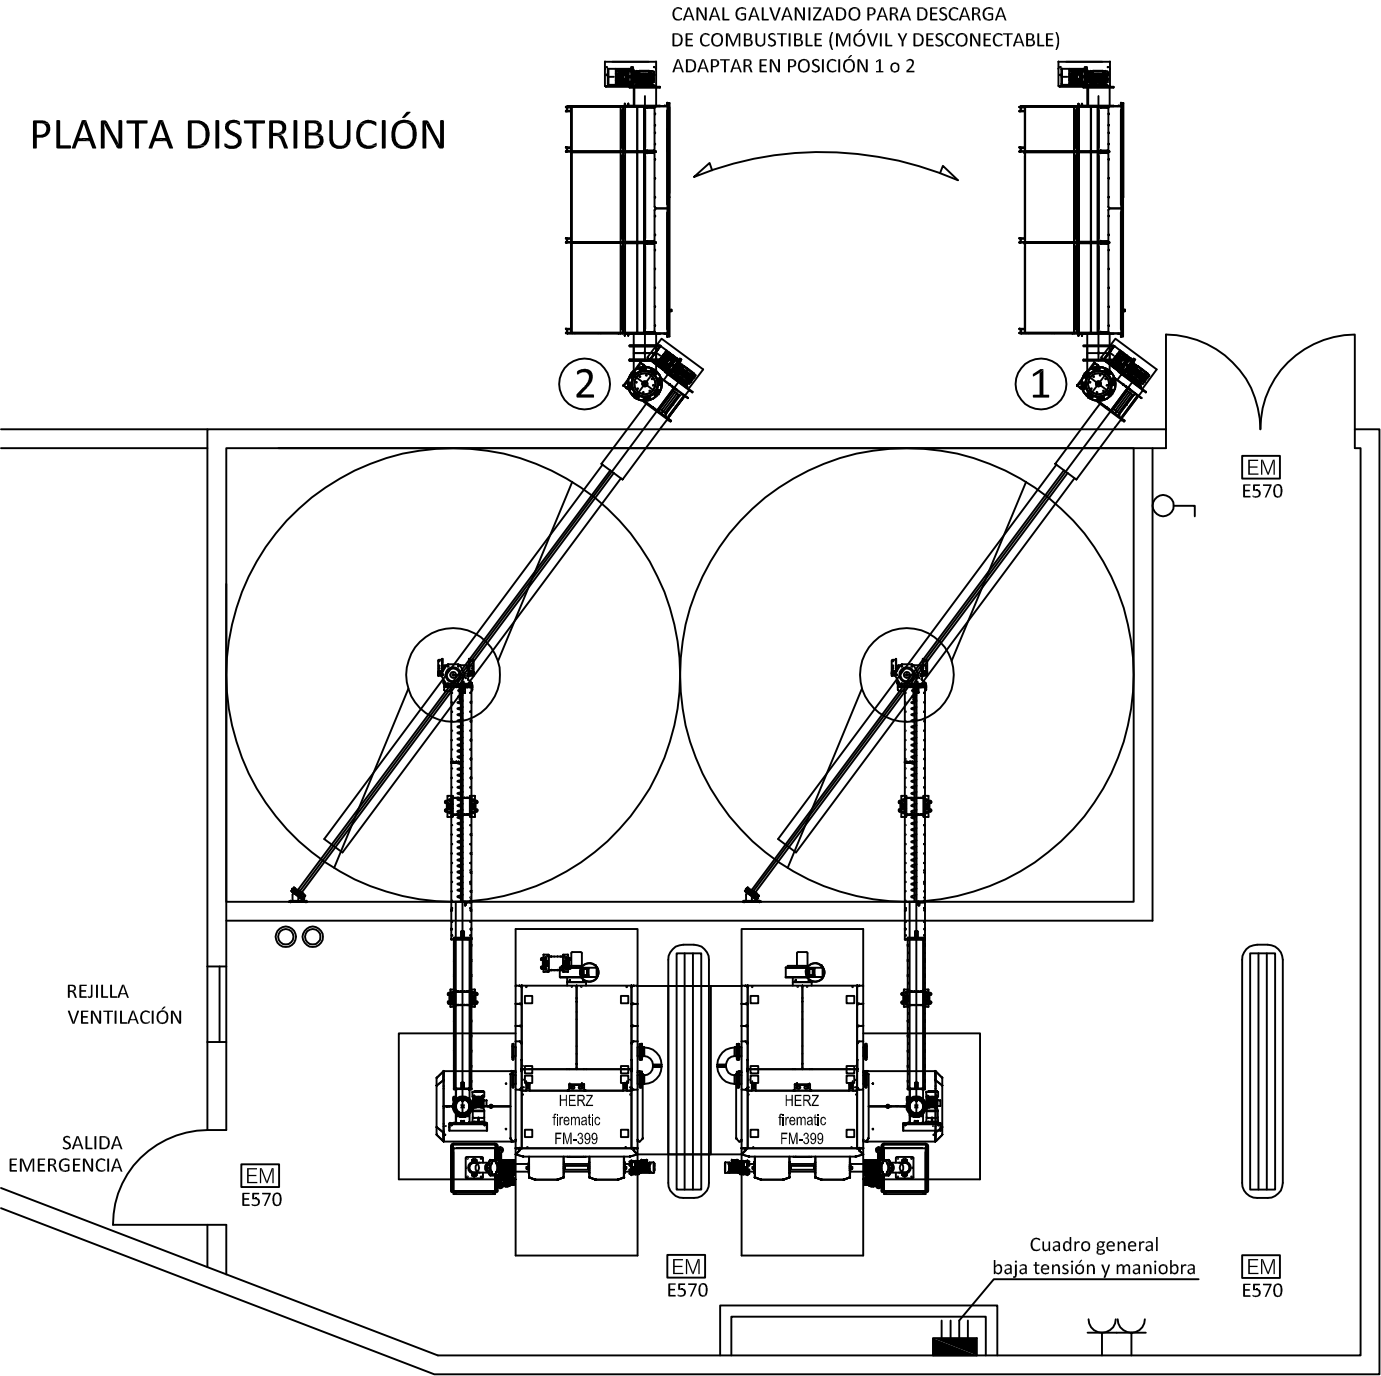 CANAL GALVANIZADO PARA DESCARGA
DE COMBUSTIBLE (MÓVIL Y DESCONECTABLE)
ADAPTAR EN POSICIÓN 1 o 2
PLANTA DISTRIBUCIÓN
2
1
EM
E570
REJILLA
VENTILACIÓN
HERZ
firematic
FM-399
HERZ
firematic
FM-399
SALIDA
EMERGENCIA
EM
E570
EM
E570
Cuadro general
baja tensión y maniobra
EM
E570